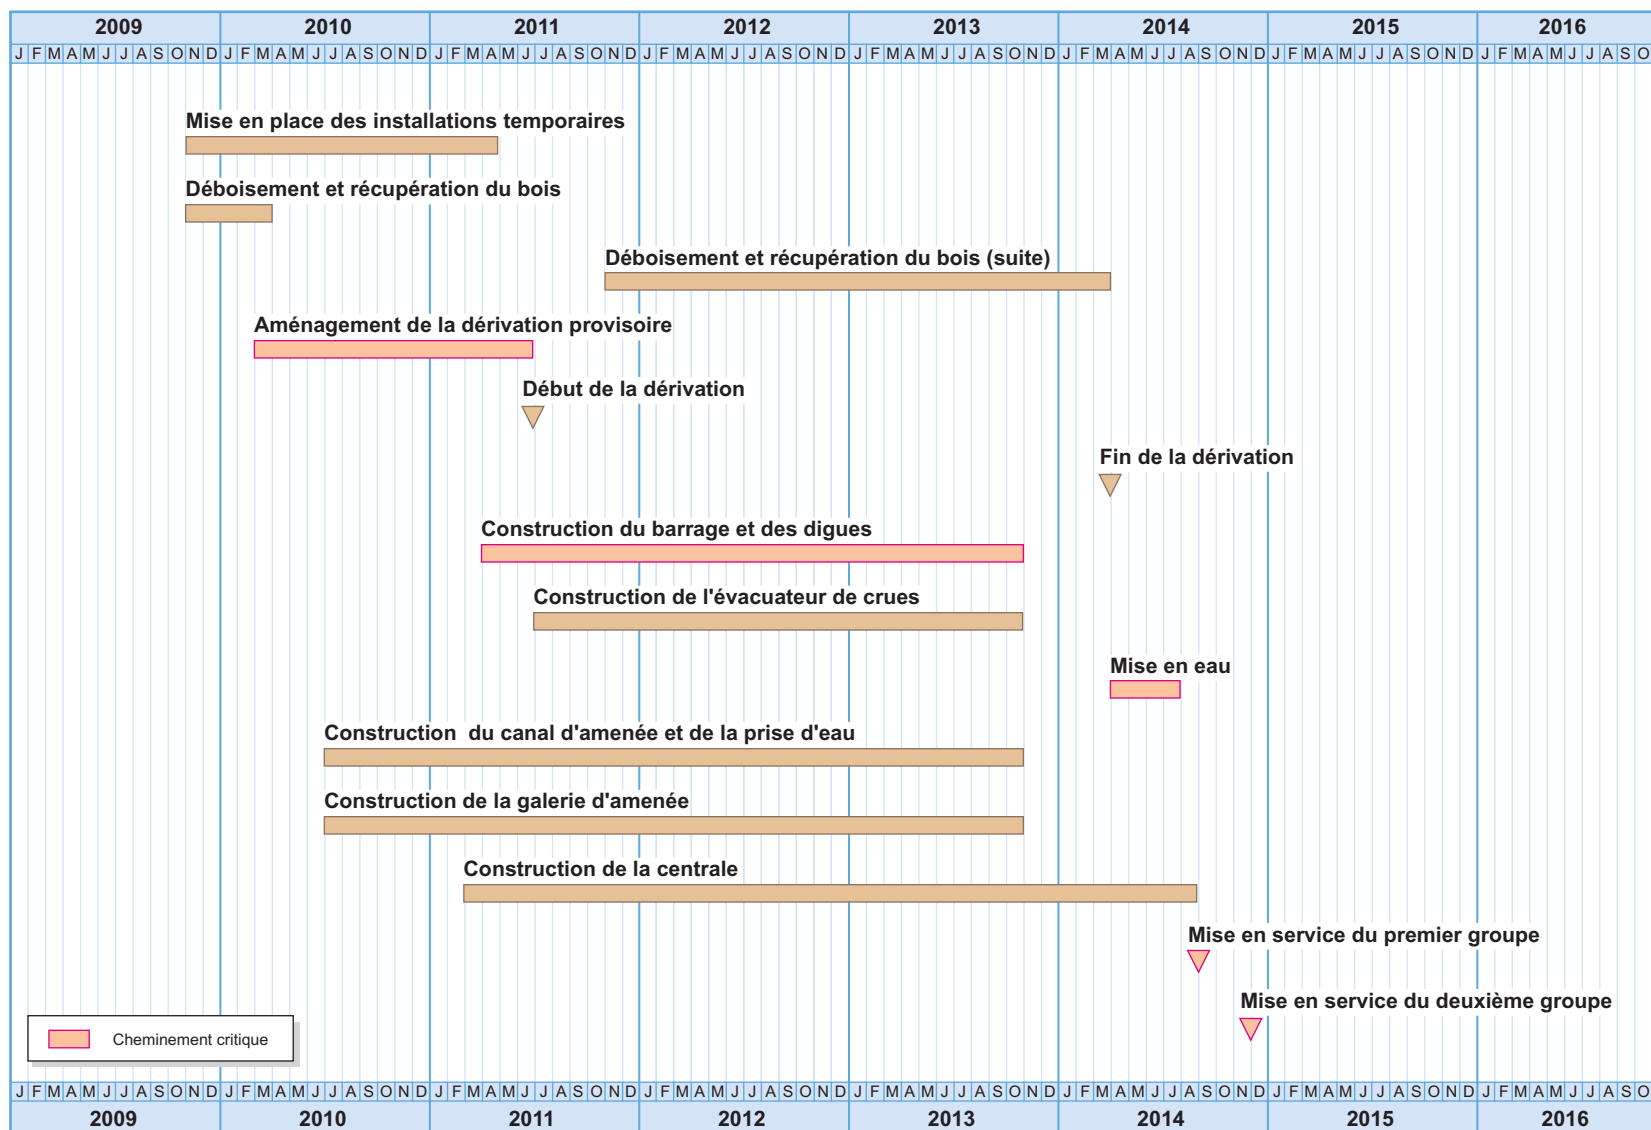 2009 2010 2011 2012 2013 2014 2015 2016
J F M A M J J A S O N D J F M A M J J A S O N D J F M A M J J A S O N D J F M A M J J A S O N D J F M A M J J A S O N D J F M A M J J A S O N D J F M A M J J A S O N D J F M A M J J A S O
Mise en place des installations temporaires
Déboisement et récupération du bois
Déboisement et récupération du bois (suite)
Aménagement de la dérivation provisoire
Début de la dérivation
Fin de la dérivation
Construction du barrage et des digues
Construction de l'évacuateur de crues
Mise en eau
Construction du canal d'amenée et de la prise d'eau
Construction de la galerie d'amenée
Construction de la centrale
Mise en service du premier groupe
Mise en service du deuxième groupe
Cheminement critique
J F M A M J J A S O N D J F M A M J J A S O N D J F M A M J J A S O N D J F M A M J J A S O N D J F M A M J J A S O N D J F M A M J J A S O N D J F M A M J J A S O N D J F M A M J J A S O
2009 2010 2011 2012 2013 2014 2015 2016